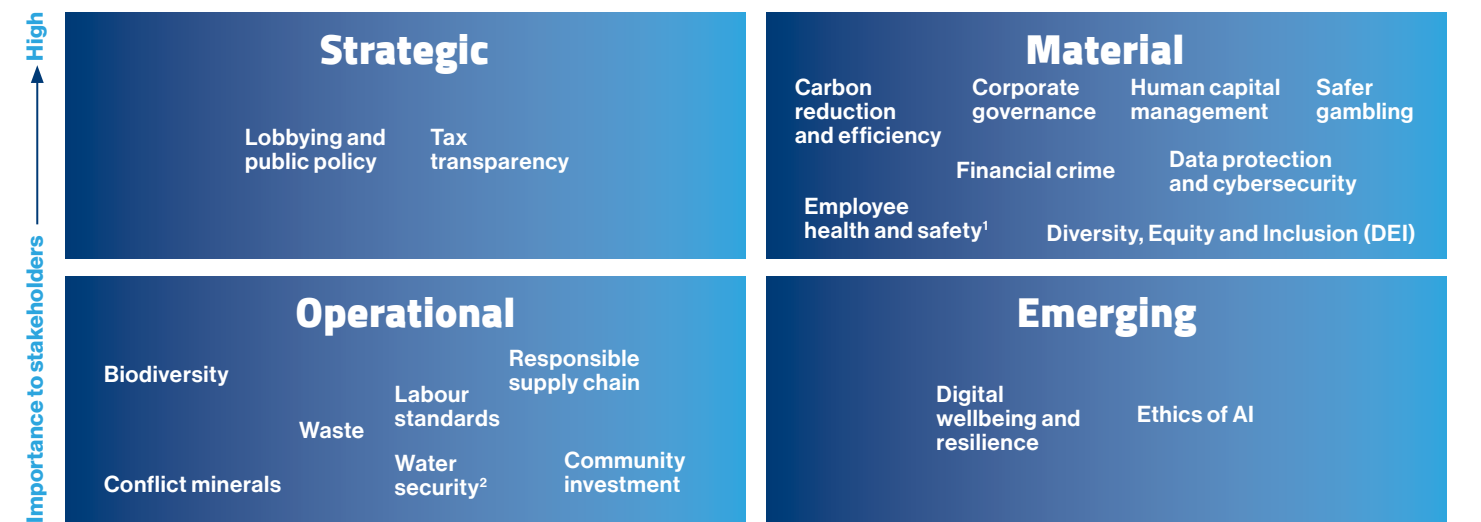 High
Importance to stakeholders
Strategic
Lobbying and
public policy
Tax
transparency
Material
Carbon
reduction
and efficiency
Corporate
governance
Human capital
management
Safer
gambling
Financial crime
Data protection
and cybersecurity
Employee
health and safety¹
Diversity, Equity and Inclusion (DEI)
Operational
Biodiversity
Responsible
supply chain
Labour
standards
Waste
Water
security²
Community
investment
Conflict minerals
Emerging
Digital
wellbeing and
resilience
Ethics of AI